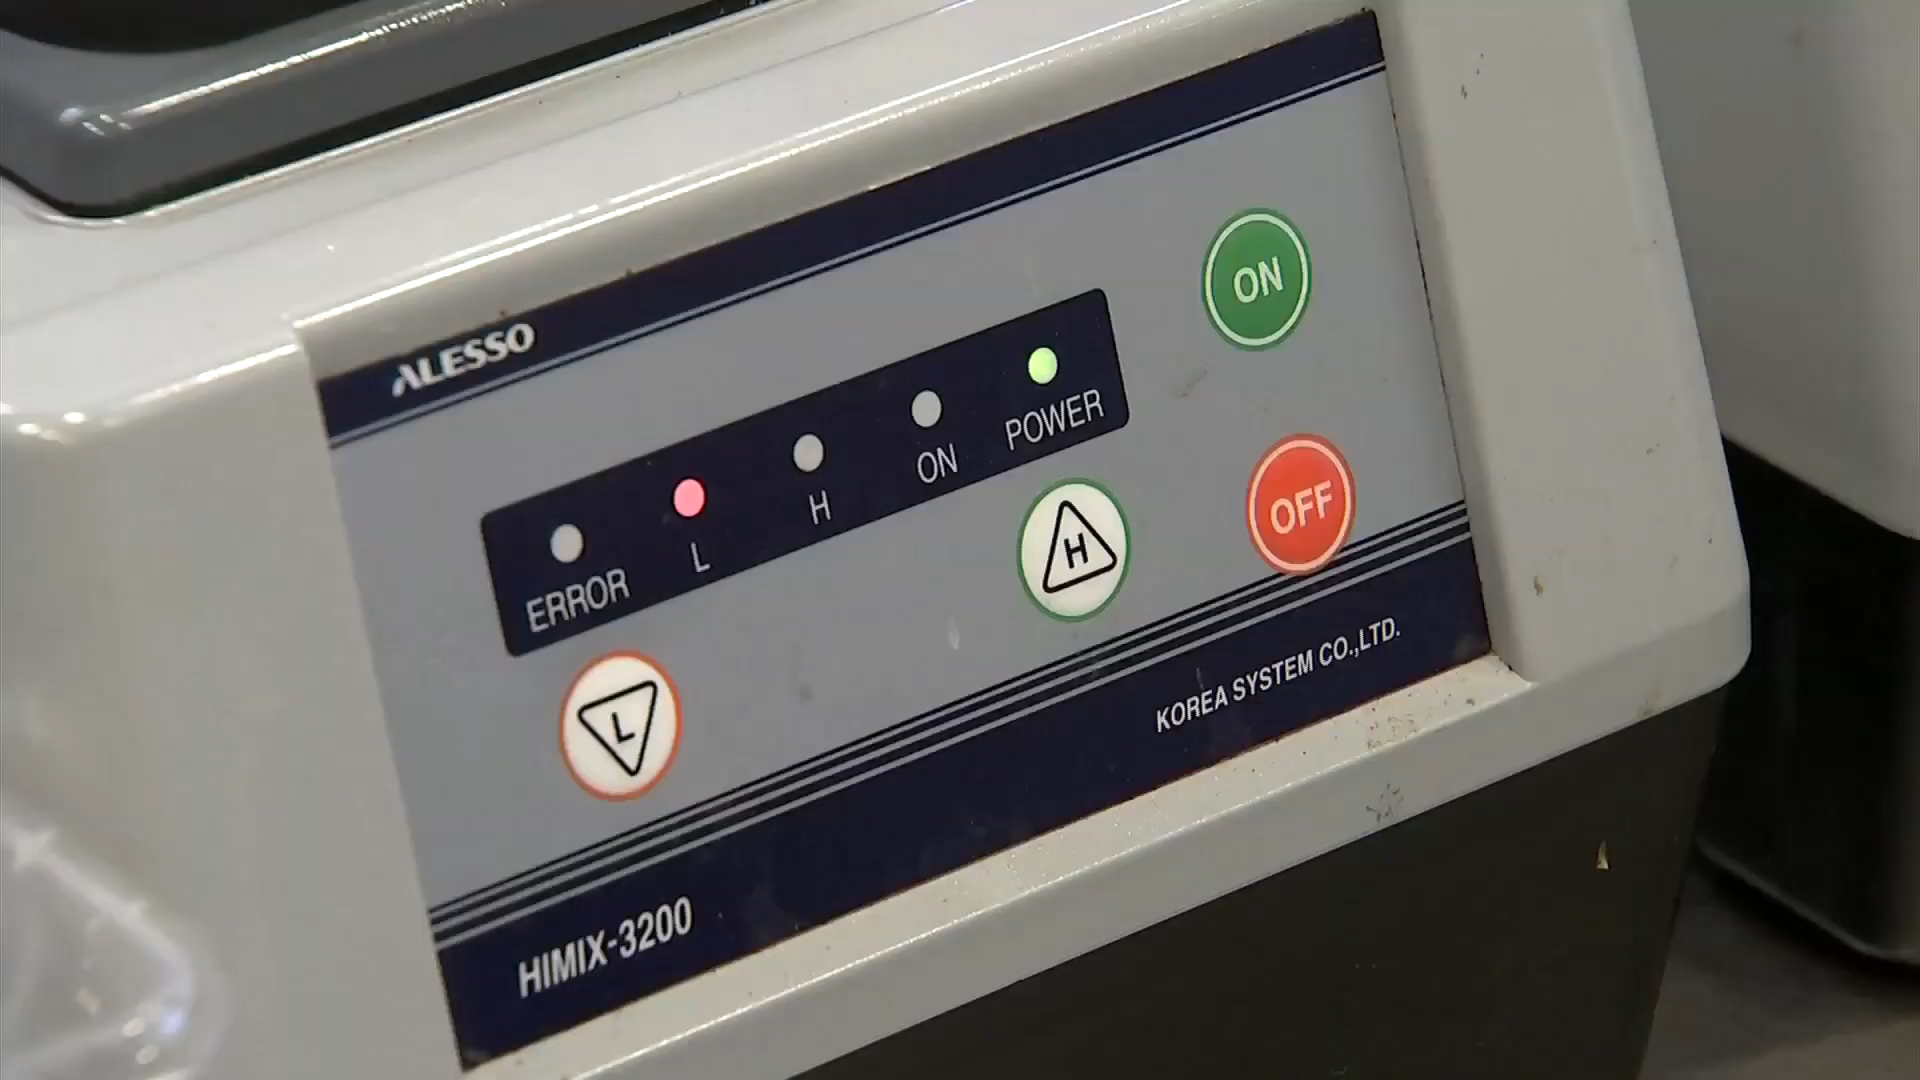 ALESSO
ON
POWER
ON
H
L
ERROR
H
OFF
L
KOREA SYSTEM CO.,LTD.
HIMIX-3200